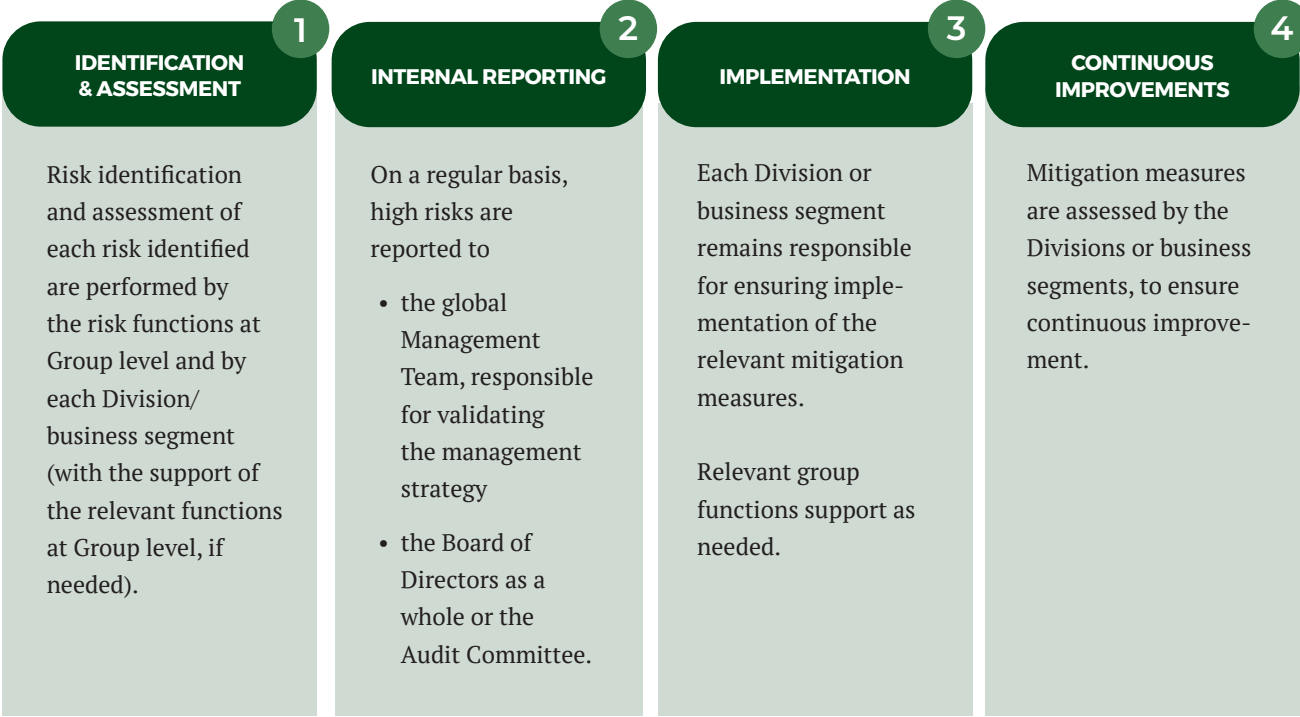 1
IDENTIFICATION
& ASSESSMENT
Risk identification
and assessment of
each risk identified
are performed by
the risk functions at
Group level and by
each Division/
business segment
(with the support of
the relevant functions
at Group level, if
needed).
2
INTERNAL REPORTING
On a regular basis,
high risks are
reported to
• the global
Management
Team, responsible
for validating
the management
strategy
• the Board of
Directors as a
whole or the
Audit Committee.
3
IMPLEMENTATION
Each Division or
business segment
remains responsible
for ensuring imple-
mentation of the
relevant mitigation
measures.
Relevant group
functions support as
needed.
4
CONTINUOUS
IMPROVEMENTS
Mitigation measures
are assessed by the
Divisions or business
segments, to ensure
continuous improve-
ment.